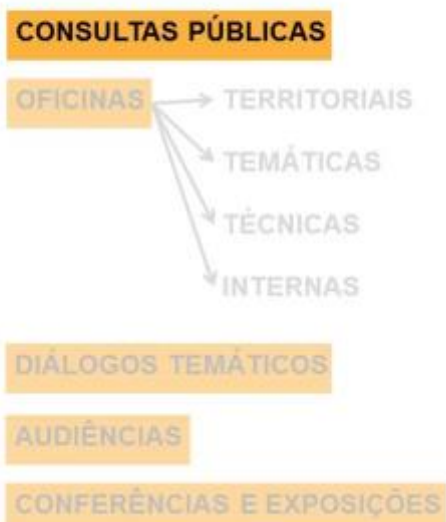 CONSULTAS PÚBLICAS
OFICINAS TERRITORIAIS
TEMÁTICAS
TÉCNICAS
INTERNAS
DIÁLOGOS TEMÁTICOS
AUDIÊNCIAS
CONFERÊNCIAS E EXPOSIÇÕES